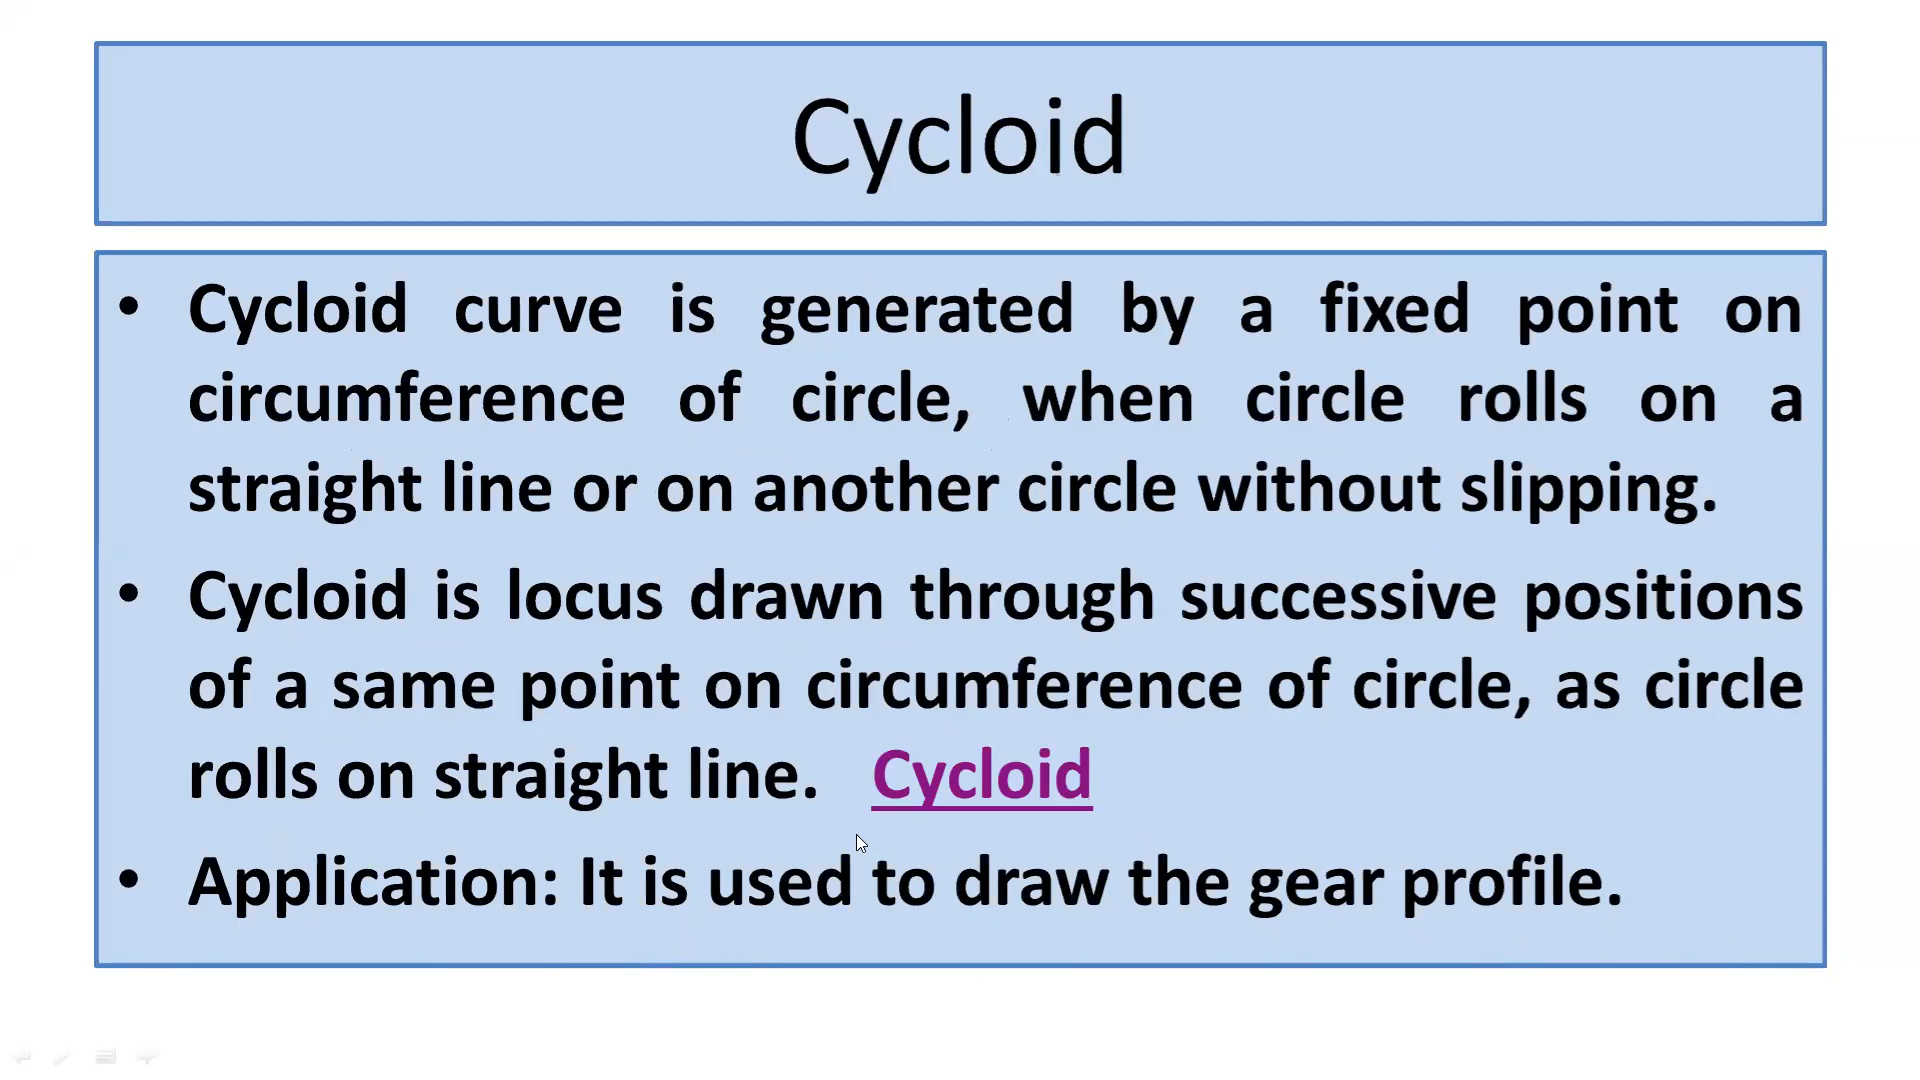 Cycloid
• Cycloid curve is generated by a fixed point on
circumference of circle, when circle rolls on a
straight line or on another circle without slipping.
• Cycloid is locus drawn through successive positions
of a same point on circumference of circle, as circle
rolls on straight line. Cycloid
• Application: It is used to draw the gear profile.